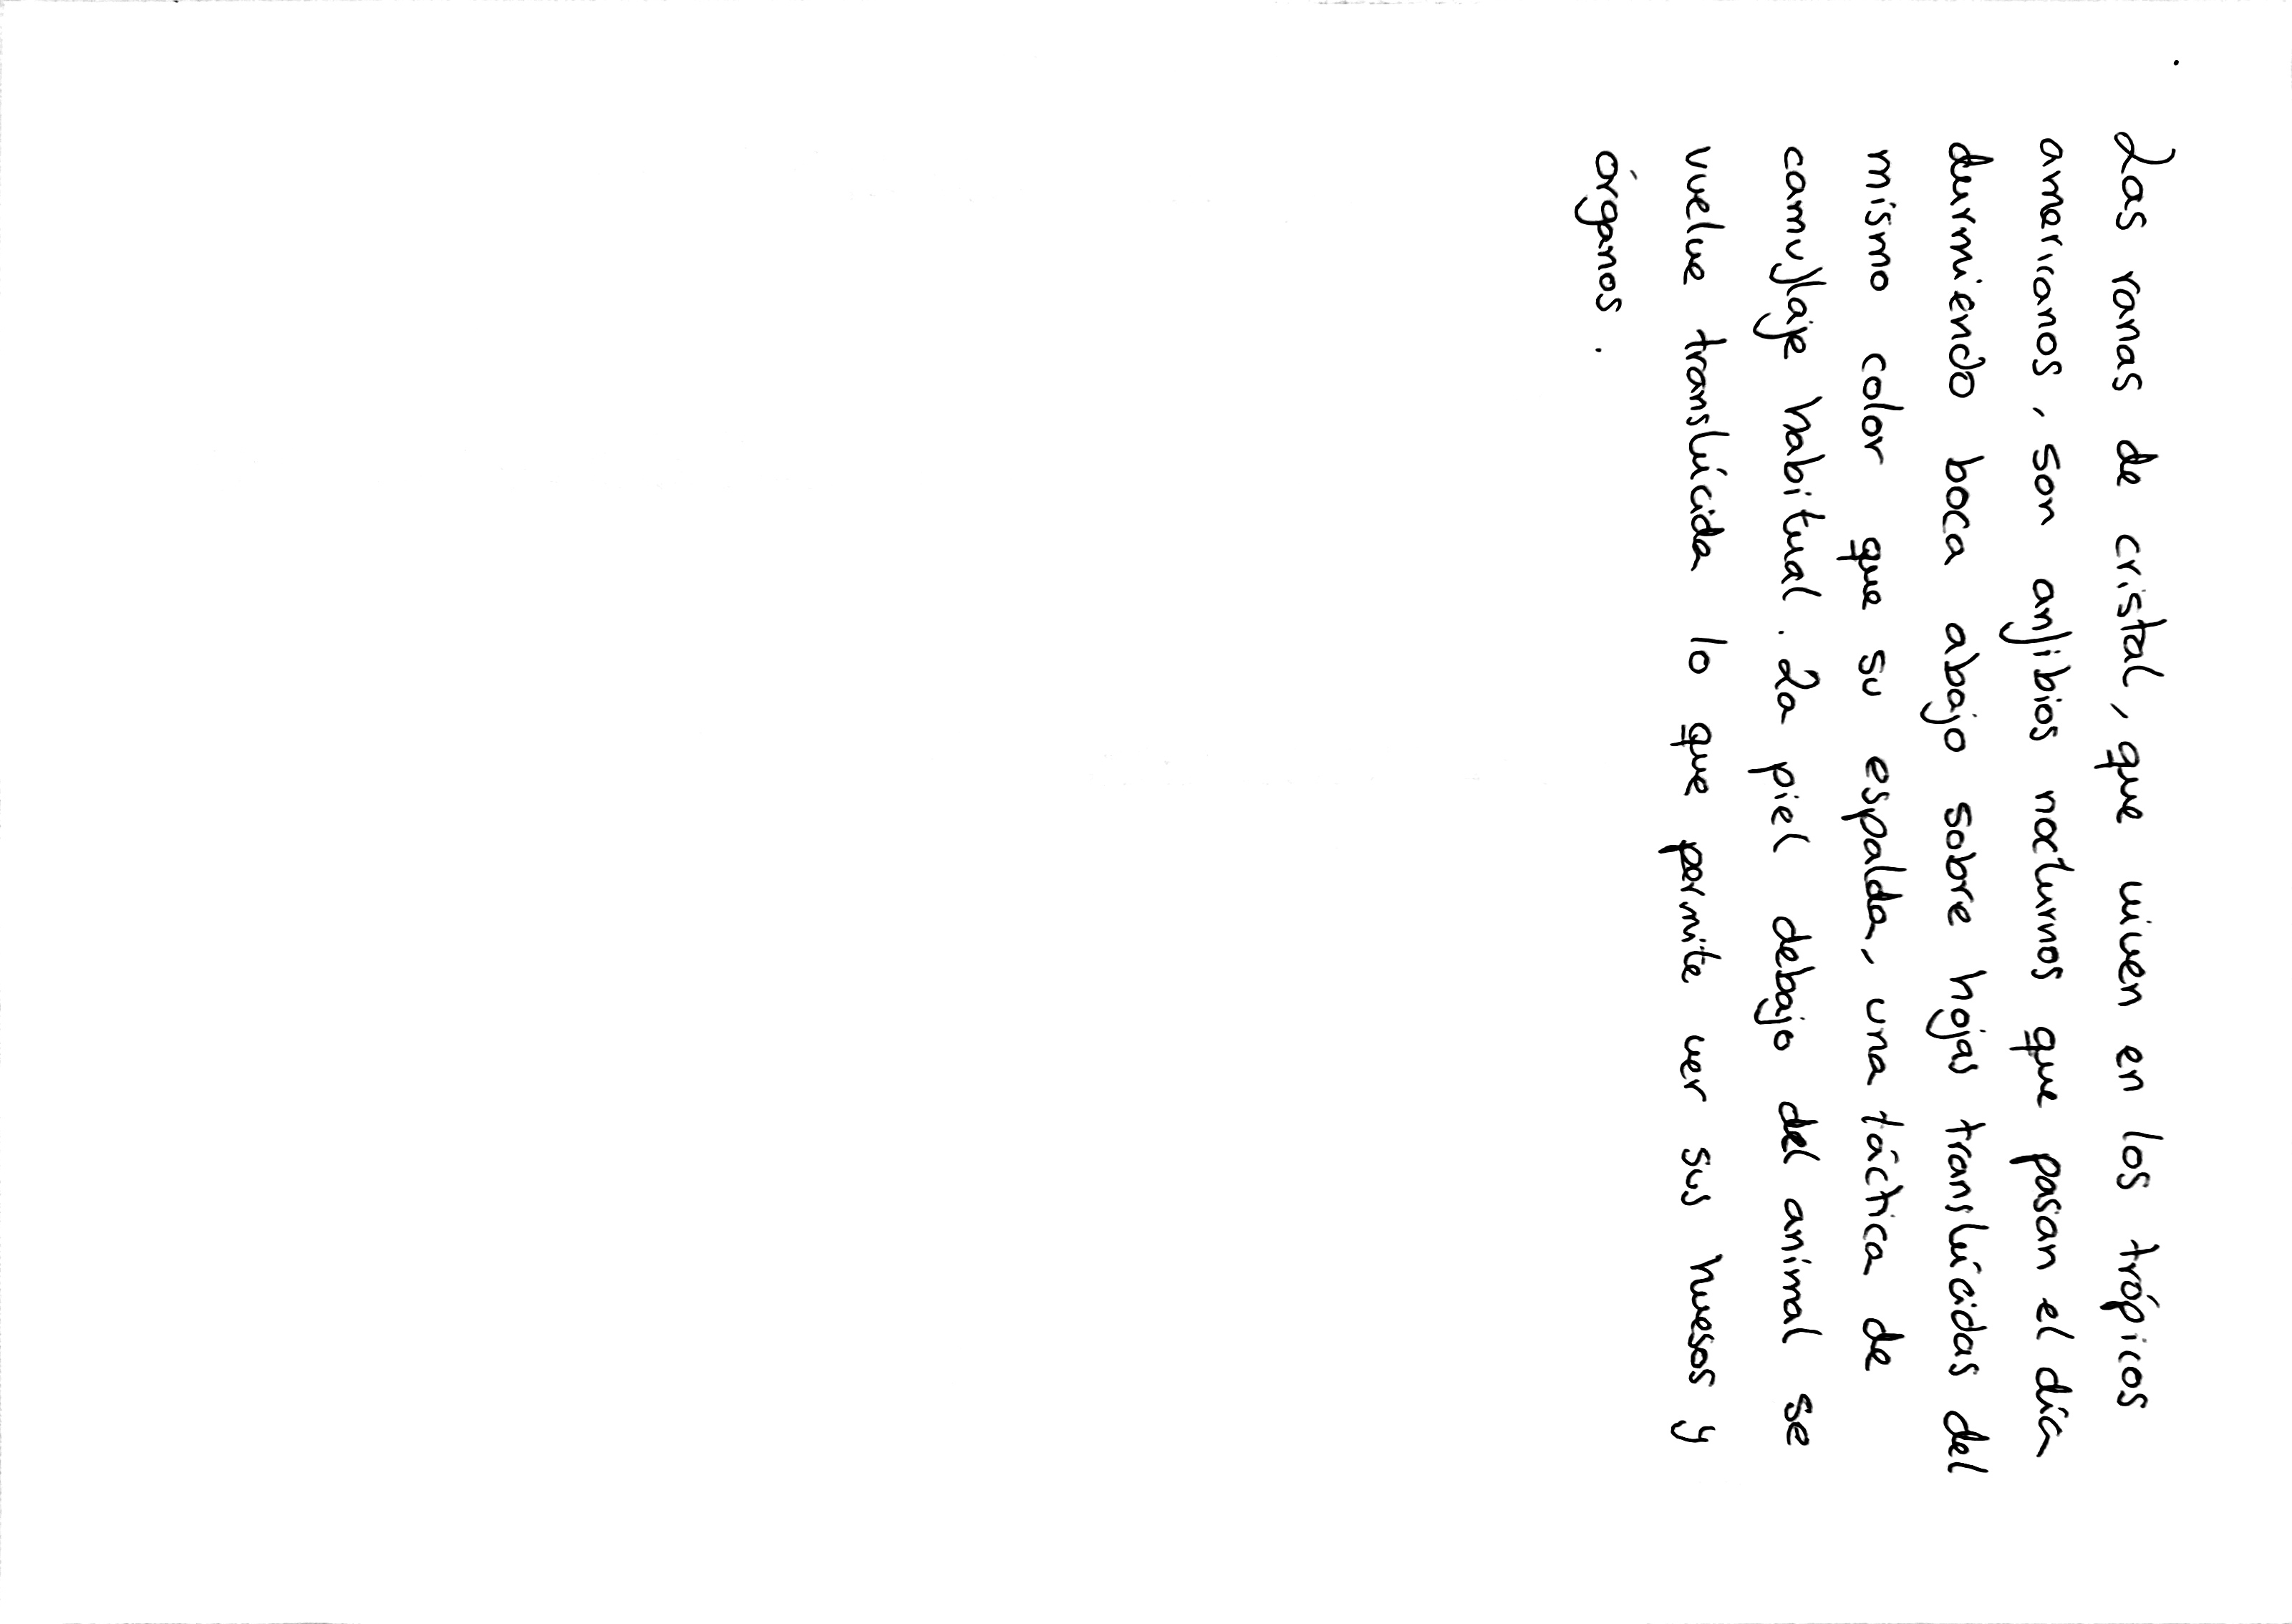 Las ranas de cristal, que viven en los trópicos
americanos, son anfibios nocturnos que pasan el día
durmiendo boca abajo sobre hojas translúcidas del
mismo color que su espalda, una táctica de
camuflaje habitual. La piel debajo del animal se
vuelve translúcida lo que permite ver sus huesos y
órganos.